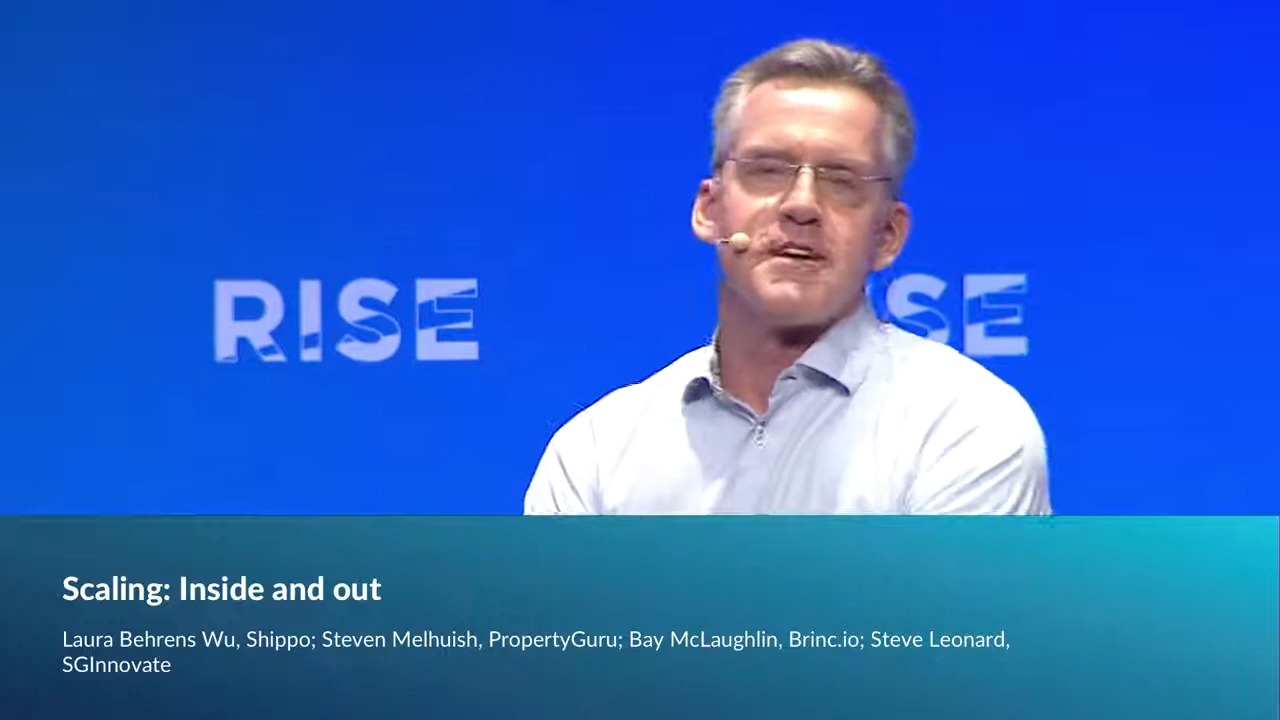 RISE
SE
Scaling: Inside and out
Laura Behrens Wu, Shippo; Steven Melhuish, PropertyGuru; Bay McLaughlin, Brinc.io; Steve Leonard,
SGInnovate